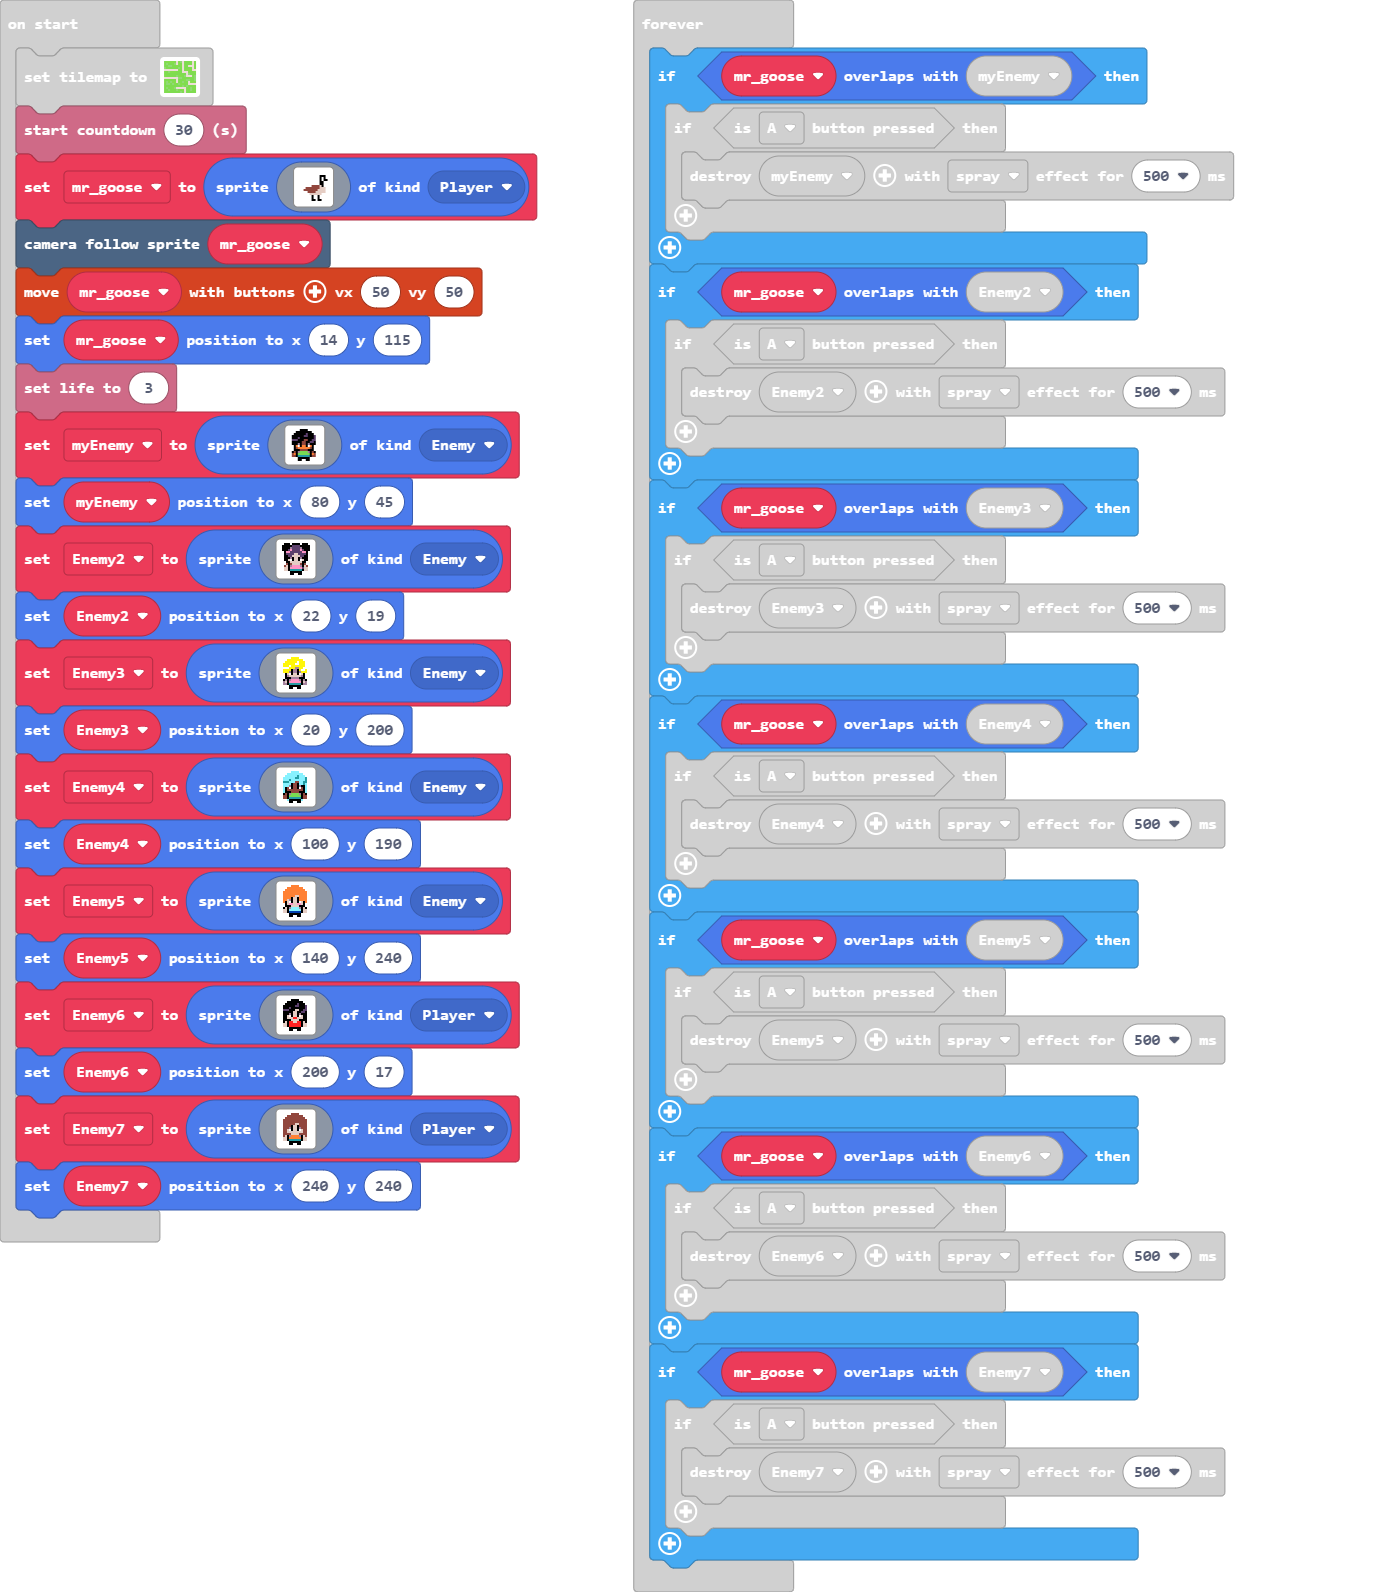 on start
set tilemap to
start countdown 30 (s)
set mr_goose to sprite of kind Player
camera follow sprite mr_goose
move mr_goose with buttons vx 50 vy 50
set mr_goose position to x 14 y 115
set life to 3
set myEnemy to sprite of kind Enemy
set myEnemy position to x 80 y 45
set Enemy2 to sprite of kind Enemy
set Enemy2 position to x 22 y 19
set Enemy3 to sprite of kind Enemy
set Enemy3 position to x 20 y 200
set Enemy4 to sprite of kind Enemy
set Enemy4 position to x 100 y 190
set Enemy5 to sprite of kind Enemy
set Enemy5 position to x 140 y 240
set Enemy6 to sprite of kind Player
set Enemy6 position to x 200 y 17
set Enemy7 to sprite of kind Player
set Enemy7 position to x 240 y 240
forever
if mr_goose overlaps with myEnemy then
if is A button pressed then
destroy myEnemy with spray effect for 500 ms
if mr_goose overlaps with Enemy2 then
if is A button pressed then
destroy Enemy2 with spray effect for 500 ms
if mr_goose overlaps with Enemy3 then
if is A button pressed then
destroy Enemy3 with spray effect for 500 ms
if mr_goose overlaps with Enemy4 then
if is A button pressed then
destroy Enemy4 with spray effect for 500 ms
if mr_goose overlaps with Enemy5 then
if is A button pressed then
destroy Enemy5 with spray effect for 500 ms
if mr_goose overlaps with Enemy6 then
if is A button pressed then
destroy Enemy6 with spray effect for 500 ms
if mr_goose overlaps with Enemy7 then
if is A button pressed then
destroy Enemy7 with spray effect for 500 ms